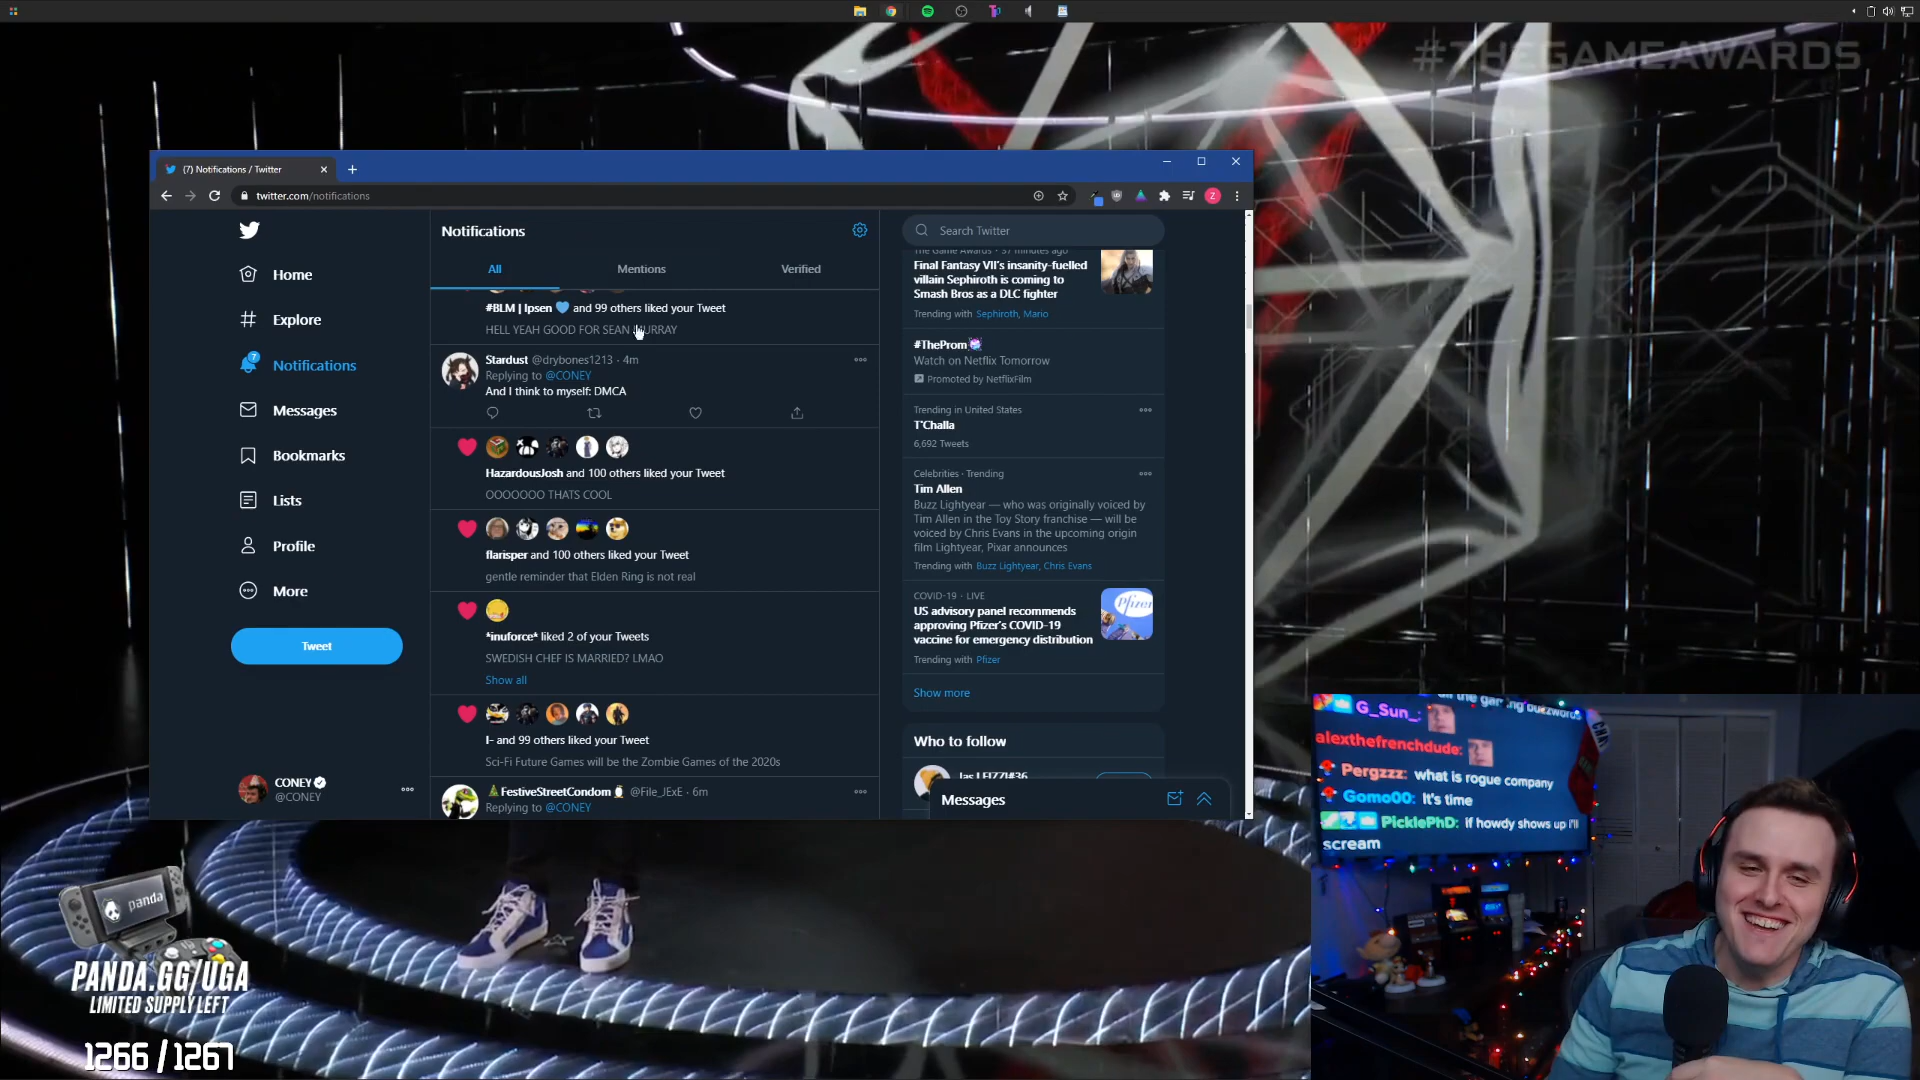 #THEGAMEAWARDS
(7) Notifications / Twitter
twitter.com/notifications
Z
Notifications
Search Twitter
All
Mentions
Verified
Home
Explore
7
Notifications
Messages
Bookmarks
Lists
Profile
More
Tweet
CONEY
@CONEY
#BLM | Ipsen 💙 and 99 others liked your Tweet
HELL YEAH GOOD FOR SEAN MURRAY
Stardust @drybones1213 · 4m
Replying to @CONEY
And I think to myself: DMCA
HazardousJosh and 100 others liked your Tweet
OOOOOOO THATS COOL
flarisper and 100 others liked your Tweet
gentle reminder that Elden Ring is not real
*inuforce* liked 2 of your Tweets
SWEDISH CHEF IS MARRIED? LMAO
Show all
l- and 99 others liked your Tweet
Sci-Fi Future Games will be the Zombie Games of the 2020s
🎄FestiveStreetCondom⛄ @File_JExE · 6m
Replying to @CONEY
The Game Awards · 37 minutes ago
Final Fantasy VII's insanity-fuelled
villain Sephiroth is coming to
Smash Bros as a DLC fighter
Trending with Sephiroth, Mario
#TheProm
Watch on Netflix Tomorrow
Promoted by NetflixFilm
Trending in United States
T'Challa
6,692 Tweets
Celebrities · Trending
Tim Allen
Buzz Lightyear — who was originally voiced by
Tim Allen in the Toy Story franchise — will be
voiced by Chris Evans in the upcoming origin
film Lightyear, Pixar announces
Trending with Buzz Lightyear, Chris Evans
COVID-19 · LIVE
US advisory panel recommends
approving Pfizer's COVID-19
vaccine for emergency distribution
Pfizer
Trending with Pfizer
Show more
Who to follow
Messages
all the gaming buzzwords
G_Sun_:
alexthefrenchdude:
Pergzzz: what is rogue company
Gomo00: It's time
PicklePhD: if howdy shows up i'll
scream
panda
PANDA.GG/UGA
LIMITED SUPPLY LEFT
1266 / 1267